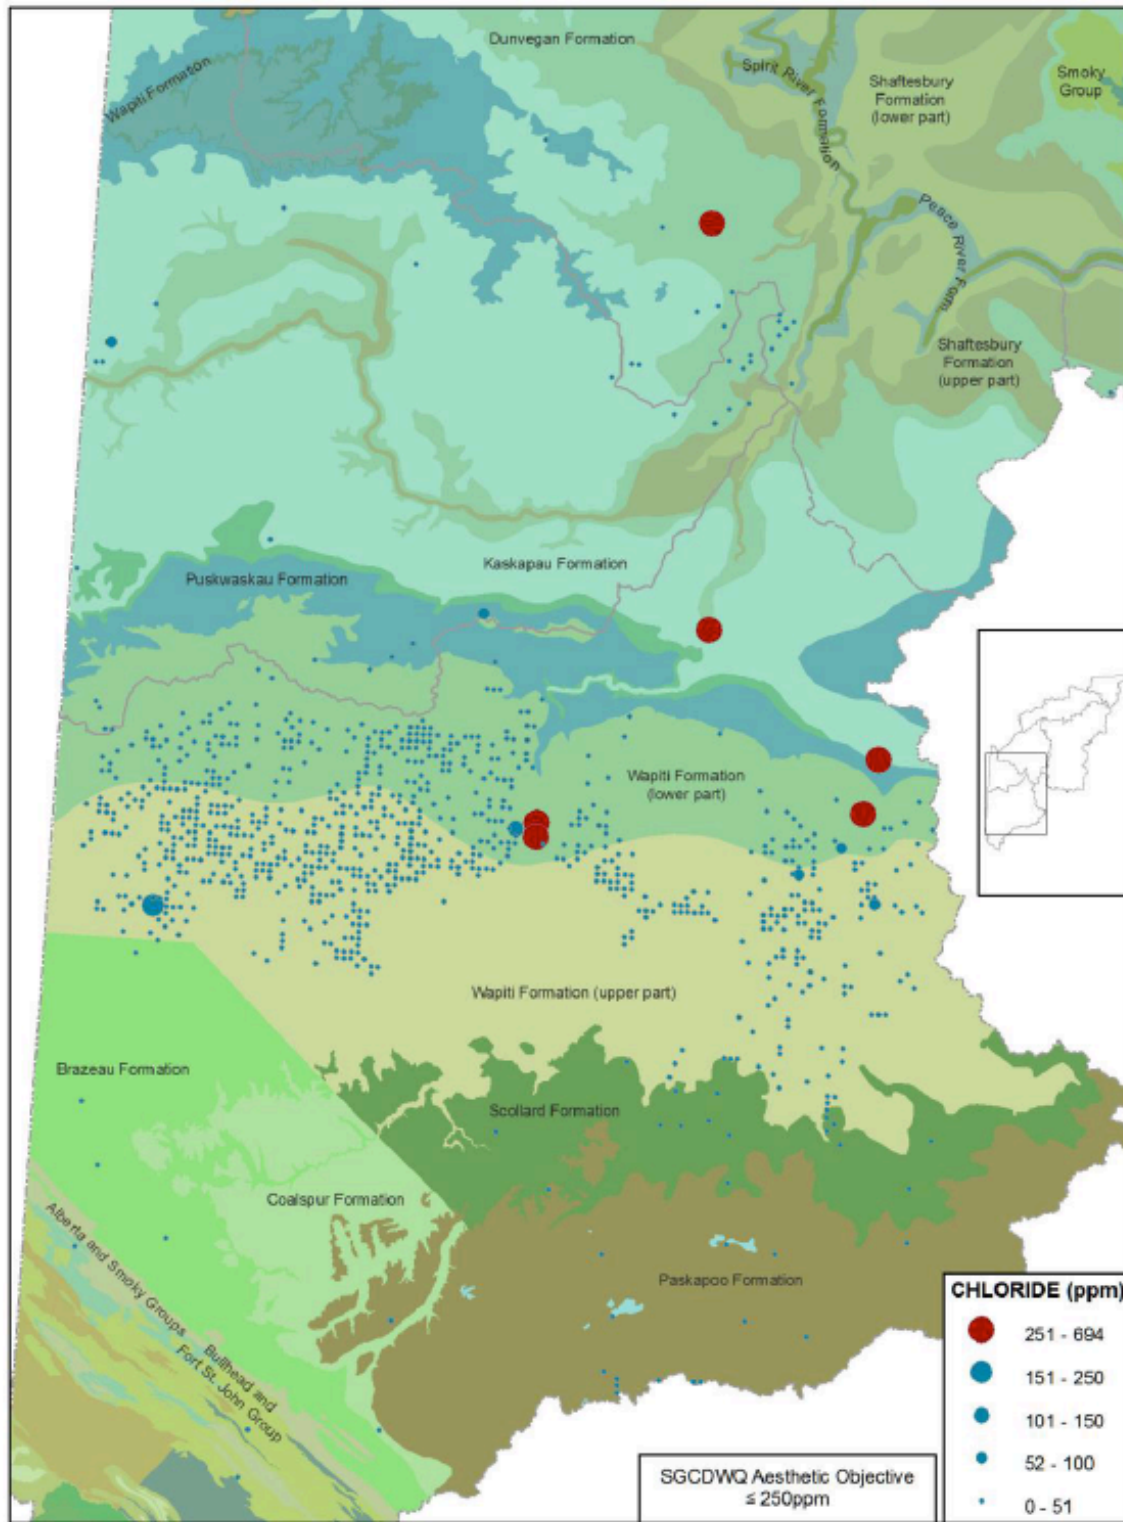 Dunvegan Formation
Wapiti Formation
Spirit River Formation
Shaftesbury
Formation
(lower part)
Smoky
Group
Peace River Fom.
Shaftesbury
Formation
(upper part)
Kaskapau Formation
Puskwaskau Formation
Wapiti Formation
(lower part)
Wapiti Formation (upper part)
Brazeau Formation
Scollard Formation
Coalspur Formation
Alberta and Smoky Groups
Bullhead and
Fort St. John Group
Paskapoo Formation
CHLORIDE (ppm)
251 - 694
151 - 250
101 - 150
52 - 100
0 - 51
SGCDWQ Aesthetic Objective
≤ 250ppm